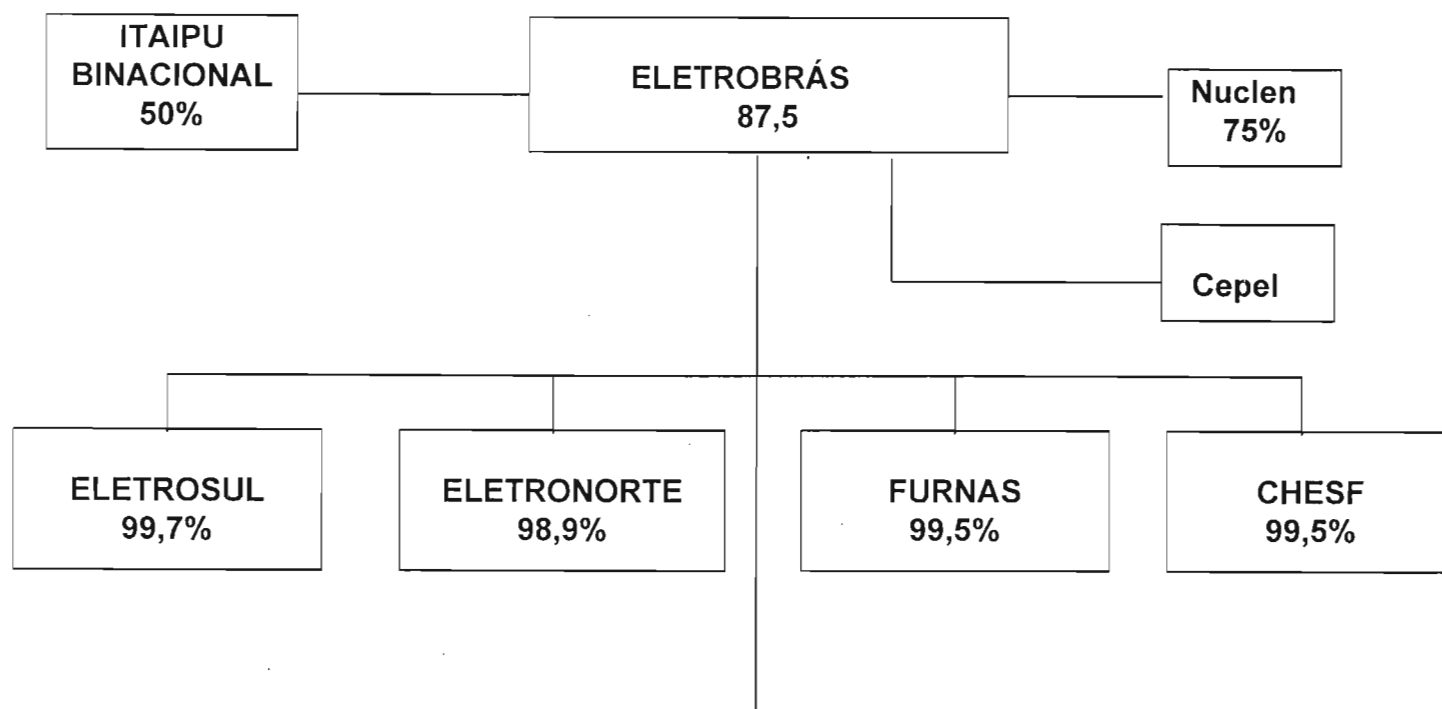 ITAIPU
BINACIONAL
50%
ELETROBRÁS
87,5
Nuclen
75%
Cepel
ELETROSUL
99,7%
ELETRONORTE
98,9%
FURNAS
99,5%
CHESF
99,5%